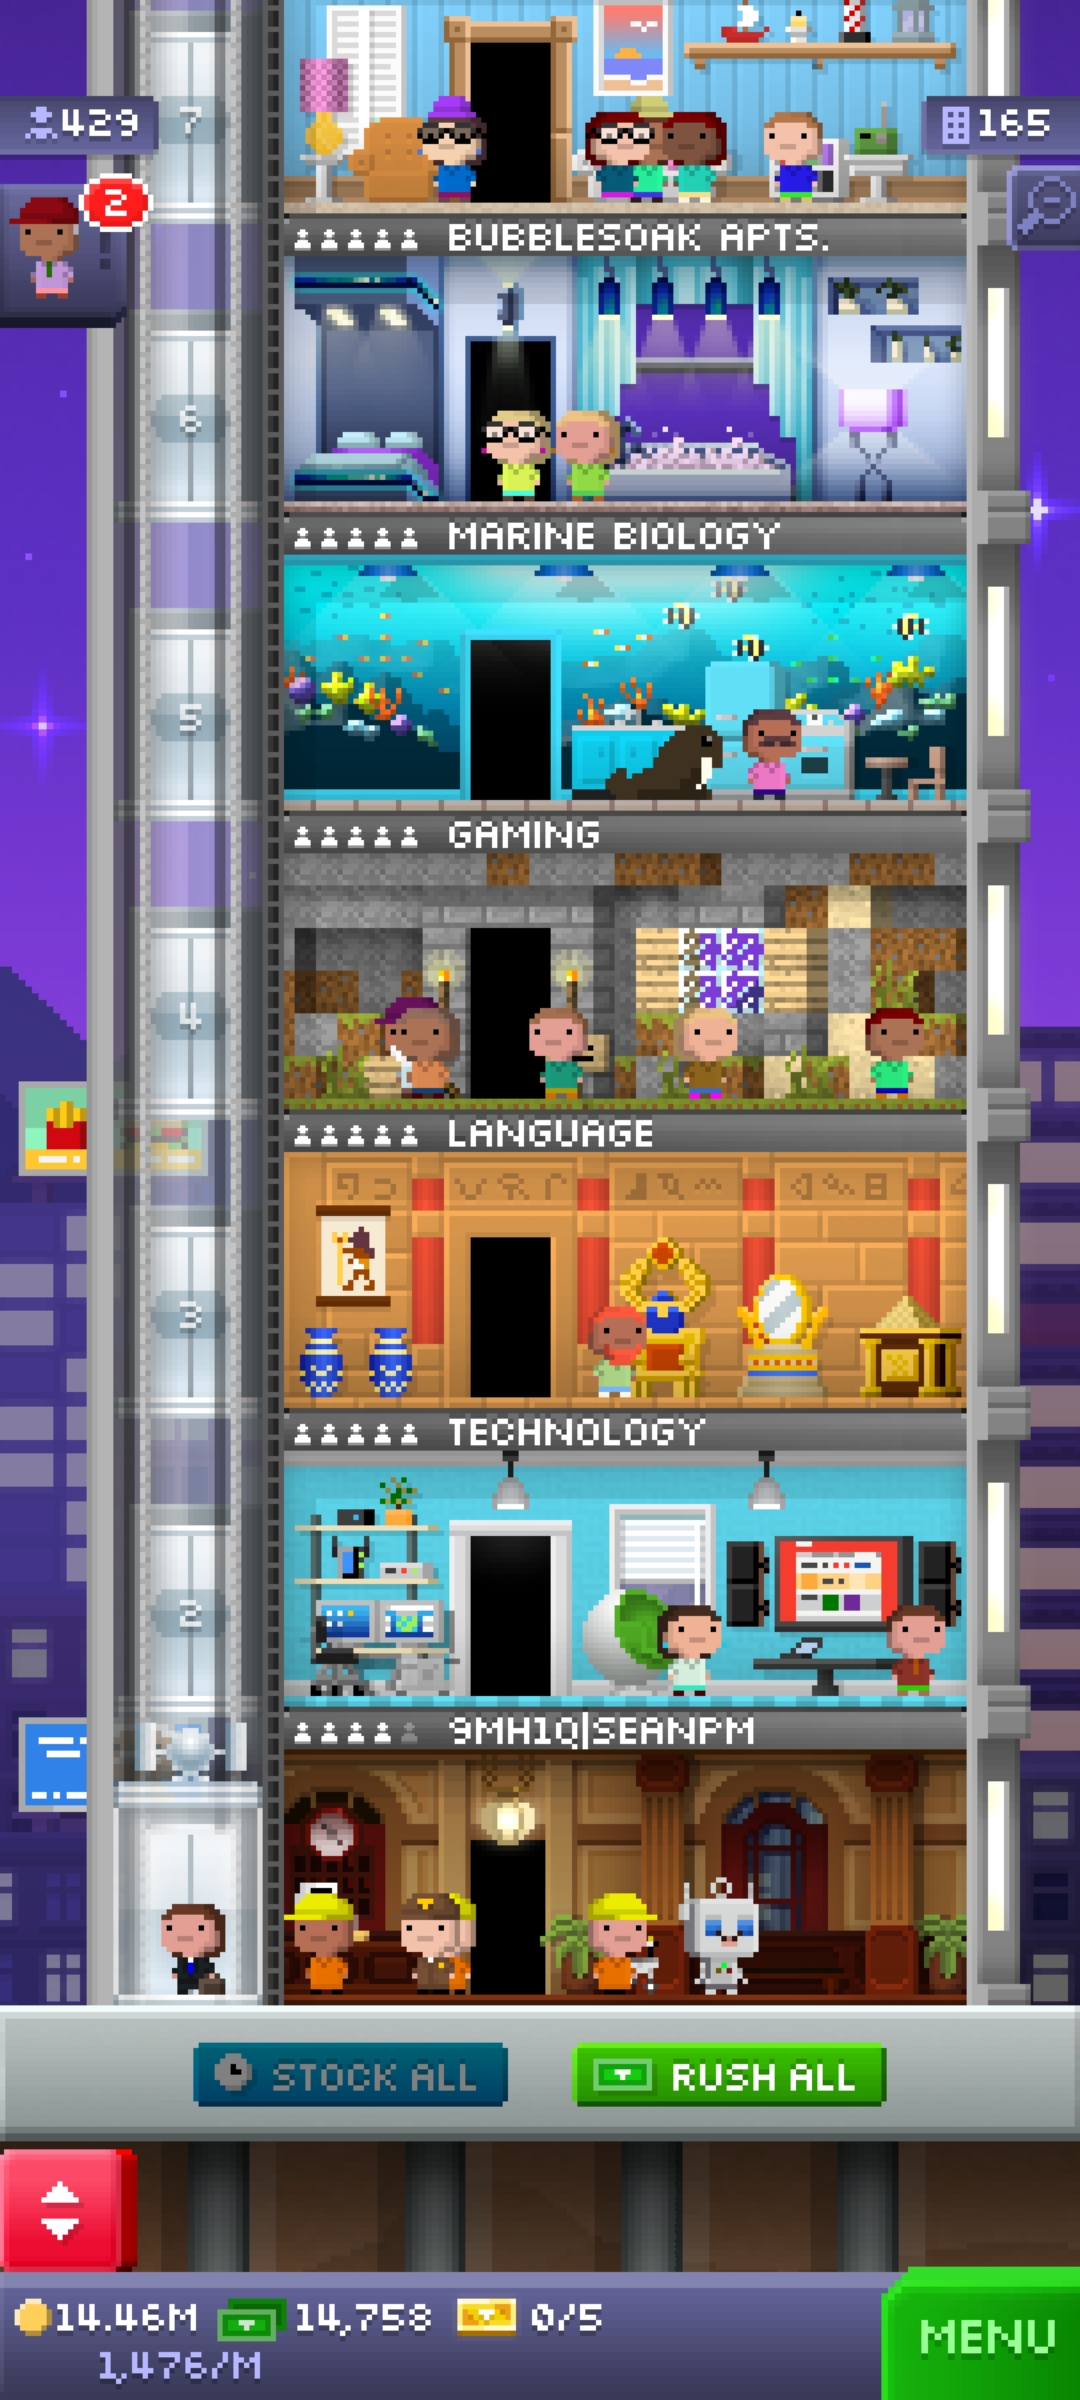 7
429
165
2
BUBBLESOAK APTS.
6
MARINE BIOLOGY
5
GAMING
4
LANGUAGE
3
TECHNOLOGY
2
9MH1Q|SEANPM
STOCK ALL
RUSH ALL
14.46M
14,758
0/5
1,476/M
MENU